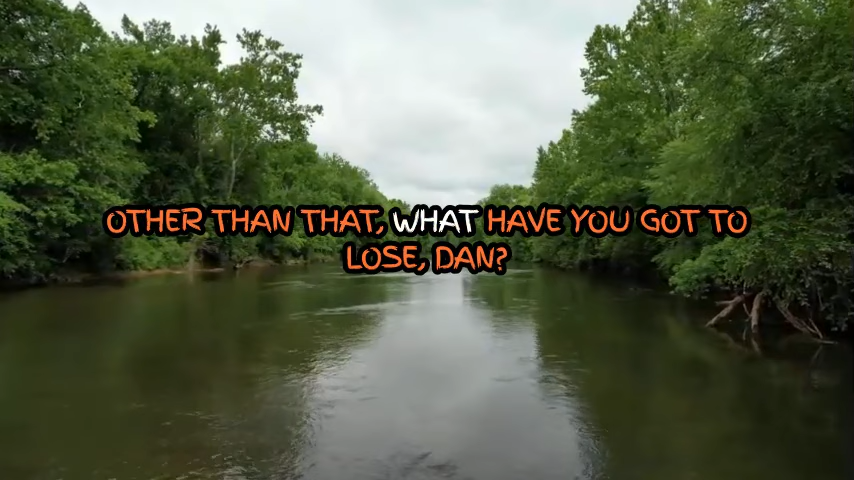 OTHER THAN THAT, WHAT HAVE YOU GOT TO
LOSE, DAN?